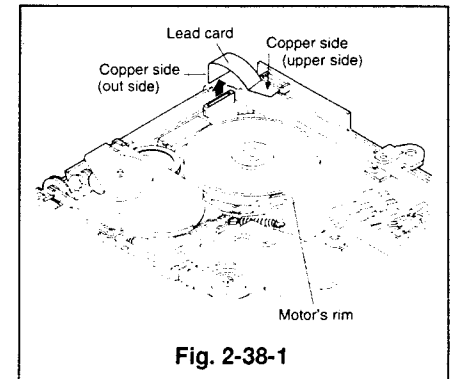 Lead card
Copper side
(upper side)
Copper side
(out side)
Motor's rim
Fig. 2-38-1